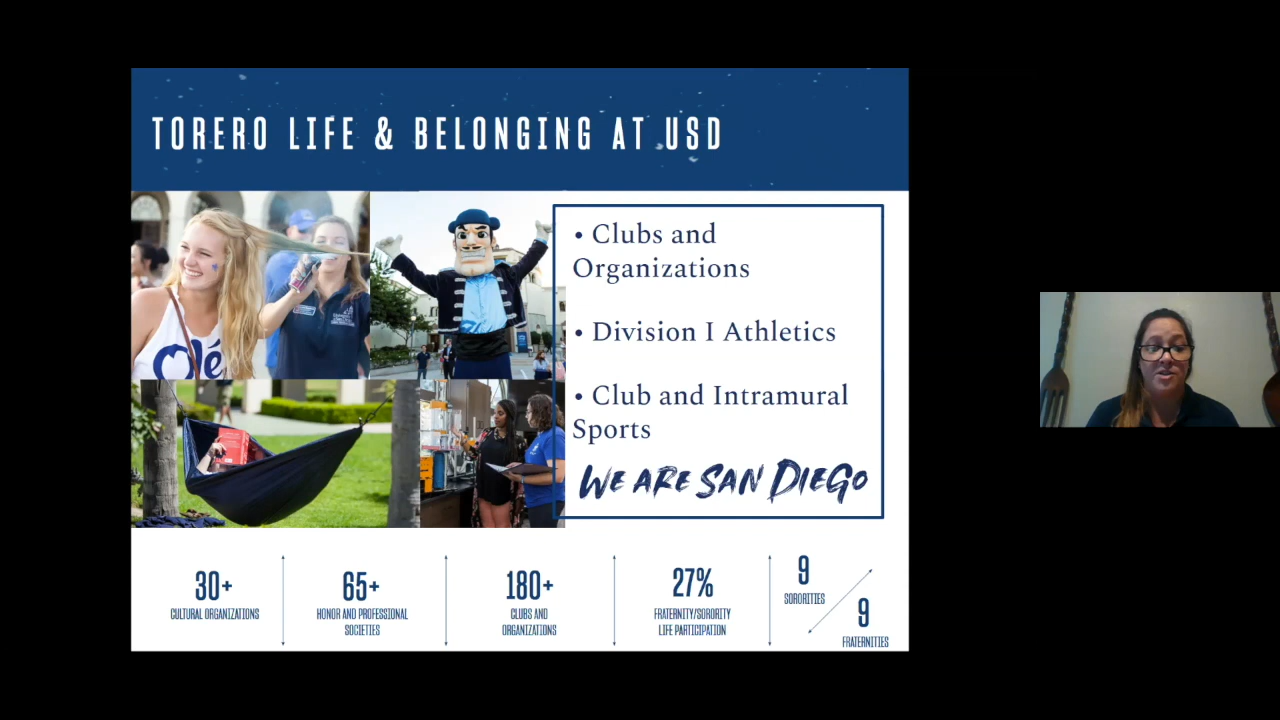 TORERO LIFE & BELONGING AT USD
• Clubs and
Organizations
• Division I Athletics
• Club and Intramural
Sports
WE ARE SAN DIEGO
Olé
30+
CULTURAL ORGANIZATIONS
65+
HONOR AND PROFESSIONAL
SOCIETIES
180+
CLUBS AND
ORGANIZATIONS
27%
FRATERNITY/SORORITY
LIFE PARTICIPATION
9
SORORITIES
9
FRATERNITIES